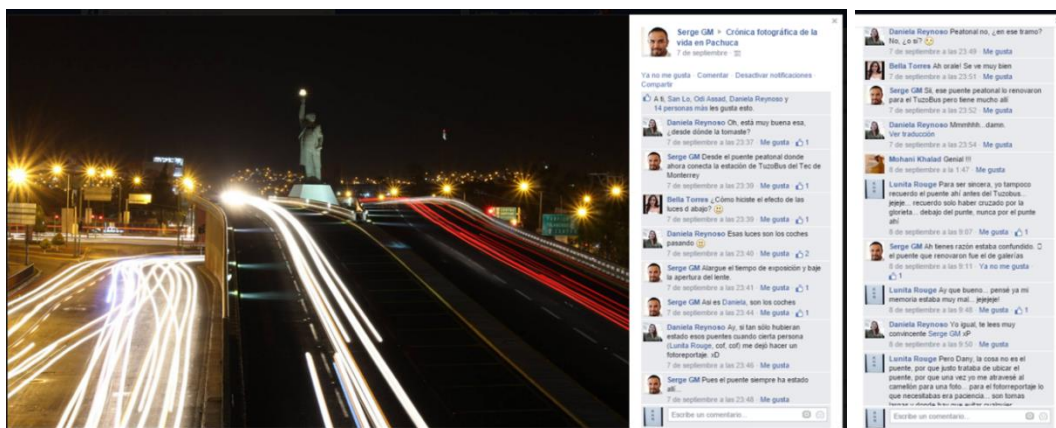 Serge GM ▸ Crónica fotográfica de la
vida en Pachuca
7 de septiembre
Ya no me gusta · Comentar · Desactivar notificaciones ·
Compartir
A ti, San Lo, Odi Assad, Daniela Reynoso y
14 personas más les gusta esto.
Daniela Reynoso Oh, está muy buena esa,
¿desde dónde la tomaste?
7 de septiembre a las 23:37 · Me gusta · 1
Serge GM Desde el puente peatonal donde
ahora conecta la estación de TuzoBus del Tec de
Monterrey
7 de septiembre a las 23:39 · Me gusta · 1
Bella Torres ¿Cómo hiciste el efecto de las
luces d abajo?
7 de septiembre a las 23:39 · Me gusta · 1
Daniela Reynoso Esas luces son los coches
pasando
7 de septiembre a las 23:40 · Me gusta · 2
Serge GM Alargue el tiempo de exposición y baje
la apertura del lente.
7 de septiembre a las 23:41 · Me gusta · 1
Serge GM Asi es Daniela, son los coches
7 de septiembre a las 23:44 · Me gusta · 1
Daniela Reynoso Ay, si tan sólo hubieran
estado esos puentes cuando cierta persona
(Lunita Rouge, cof, cof) me dejó hacer un
fotoreportaje. xD
7 de septiembre a las 23:46 · Me gusta
Serge GM Pues el puente siempre ha estado
ahí...
7 de septiembre a las 23:48 · Me gusta
Escribe un comentario...
Daniela Reynoso Peatonal no, ¿en ese tramo?
No, ¿o sí?
7 de septiembre a las 23:49 · Me gusta
Bella Torres Ah orale! Se ve muy bien
7 de septiembre a las 23:51 · Me gusta
Serge GM Sii, ese puente peatonal lo renovaron
para el TuzoBus pero tiene mucho allí
7 de septiembre a las 23:52 · Me gusta
Daniela Reynoso Mmmhhh...damn.
Ver traducción
7 de septiembre a las 23:54 · Me gusta
Mohani Khalad Genial !!!
8 de septiembre a la 1:47 · Me gusta
Lunita Rouge Para ser sincera, yo tampoco
recuerdo el puente ahí antes del Tuzobus...
jejeje... recuerdo solo haber cruzado por la
glorieta... debajo del punte, nunca por el punte
ahí
8 de septiembre a las 9:07 · Me gusta · 1
Serge GM Ah tienes razón estaba confundido.
el puente que renovaron fue el de galerías
8 de septiembre a las 9:11 · Ya no me gusta ·
1
Lunita Rouge Ay que bueno... pensé ya mi
memoria estaba muy mal... jejejeje!
8 de septiembre a las 9:48 · Me gusta · 1
Daniela Reynoso Yo igual, te lees muy
convincente Serge GM xP
8 de septiembre a las 9:50 · Me gusta
Lunita Rouge Pero Dany, la cosa no es el
puente, por que justo trataba de ubicar el
puente, por que una vez yo me atravesé al
camellón para una foto... para el fotorreportaje lo
que necesitabas era paciencia... son tomas
Escribe un comentario...